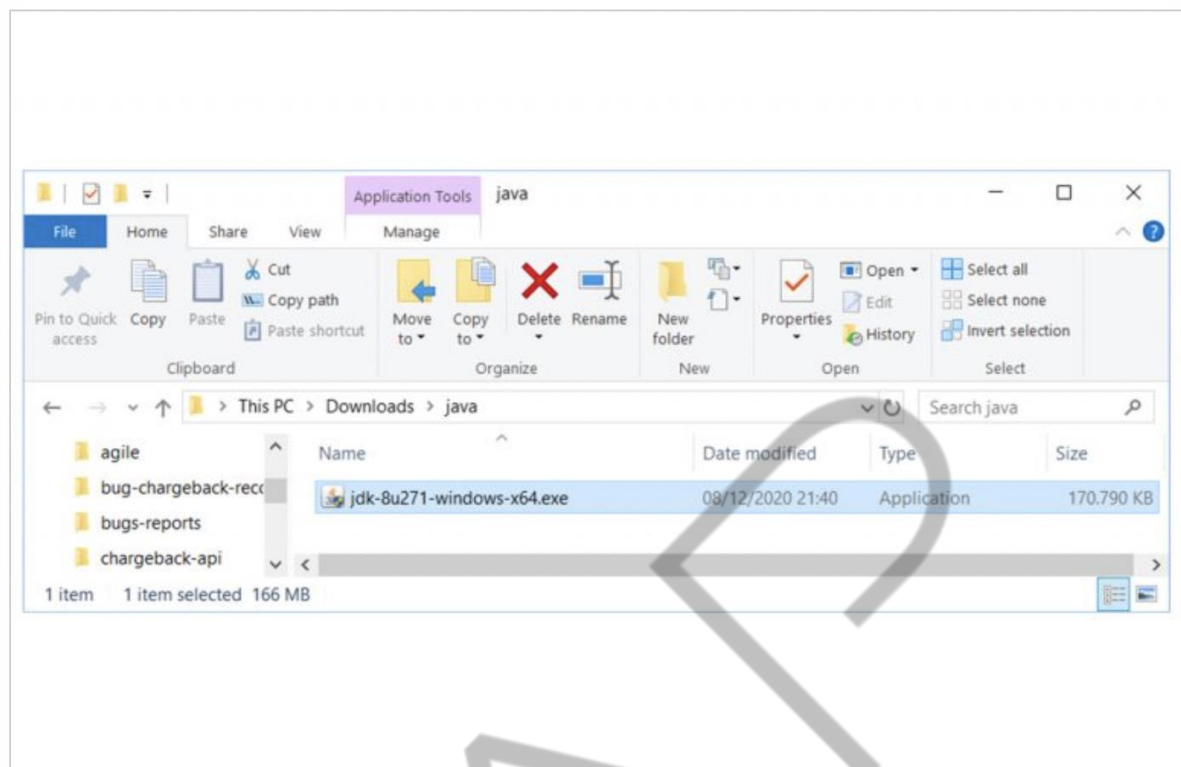 Application Tools java
File Home Share View Manage
Pin to Quick access
Copy
Paste
Cut
Copy path
Paste shortcut
Move to
Copy to
Delete
Rename
New folder
Properties
Open
Edit
History
Select all
Select none
Invert selection
Clipboard Organize New Open Select
This PC > Downloads > java
Search java
Name Date modified Type Size
jdk-8u271-windows-x64.exe 08/12/2020 21:40 Application 170.790 KB
agile
bug-chargeback-recc
bugs-reports
chargeback-api
1 item 1 item selected 166 MB